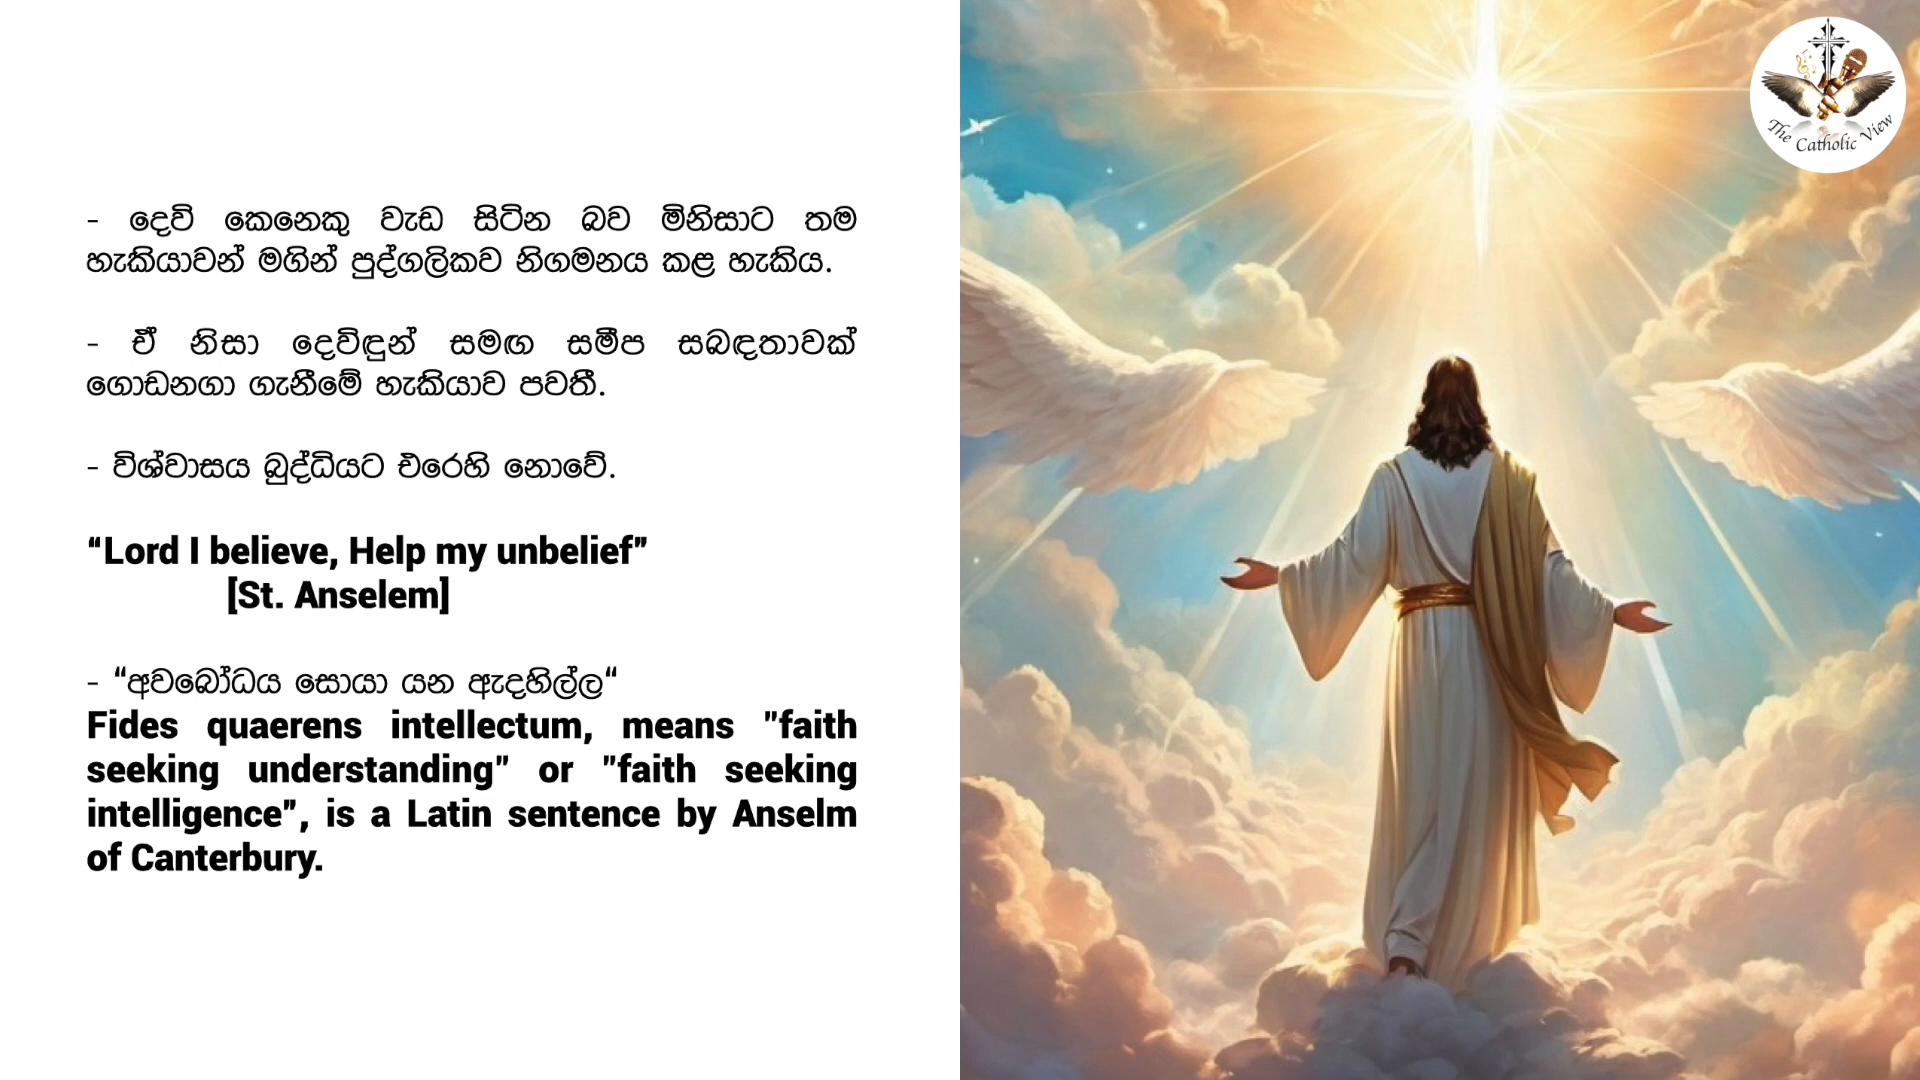 - දෙවි කෙනෙකු වැඩ සිටින බව මිනිසාට තම
හැකියාවන් මගින් පුද්ගලිකව නිගමනය කළ හැකිය.
- ඒ නිසා දෙවිඳුන් සමඟ සමීප සබඳතාවක්
ගොඩනගා ගැනීමේ හැකියාව පවතී.
- විශ්වාසය බුද්ධියට එරෙහි නොවේ.
“Lord I believe, Help my unbelief”
[St. Anselem]
- “අවබෝධය සොයා යන ඇදහිල්ල“
Fides quaerens intellectum, means "faith
seeking understanding" or "faith seeking
intelligence", is a Latin sentence by Anselm
of Canterbury.
The Catholic View